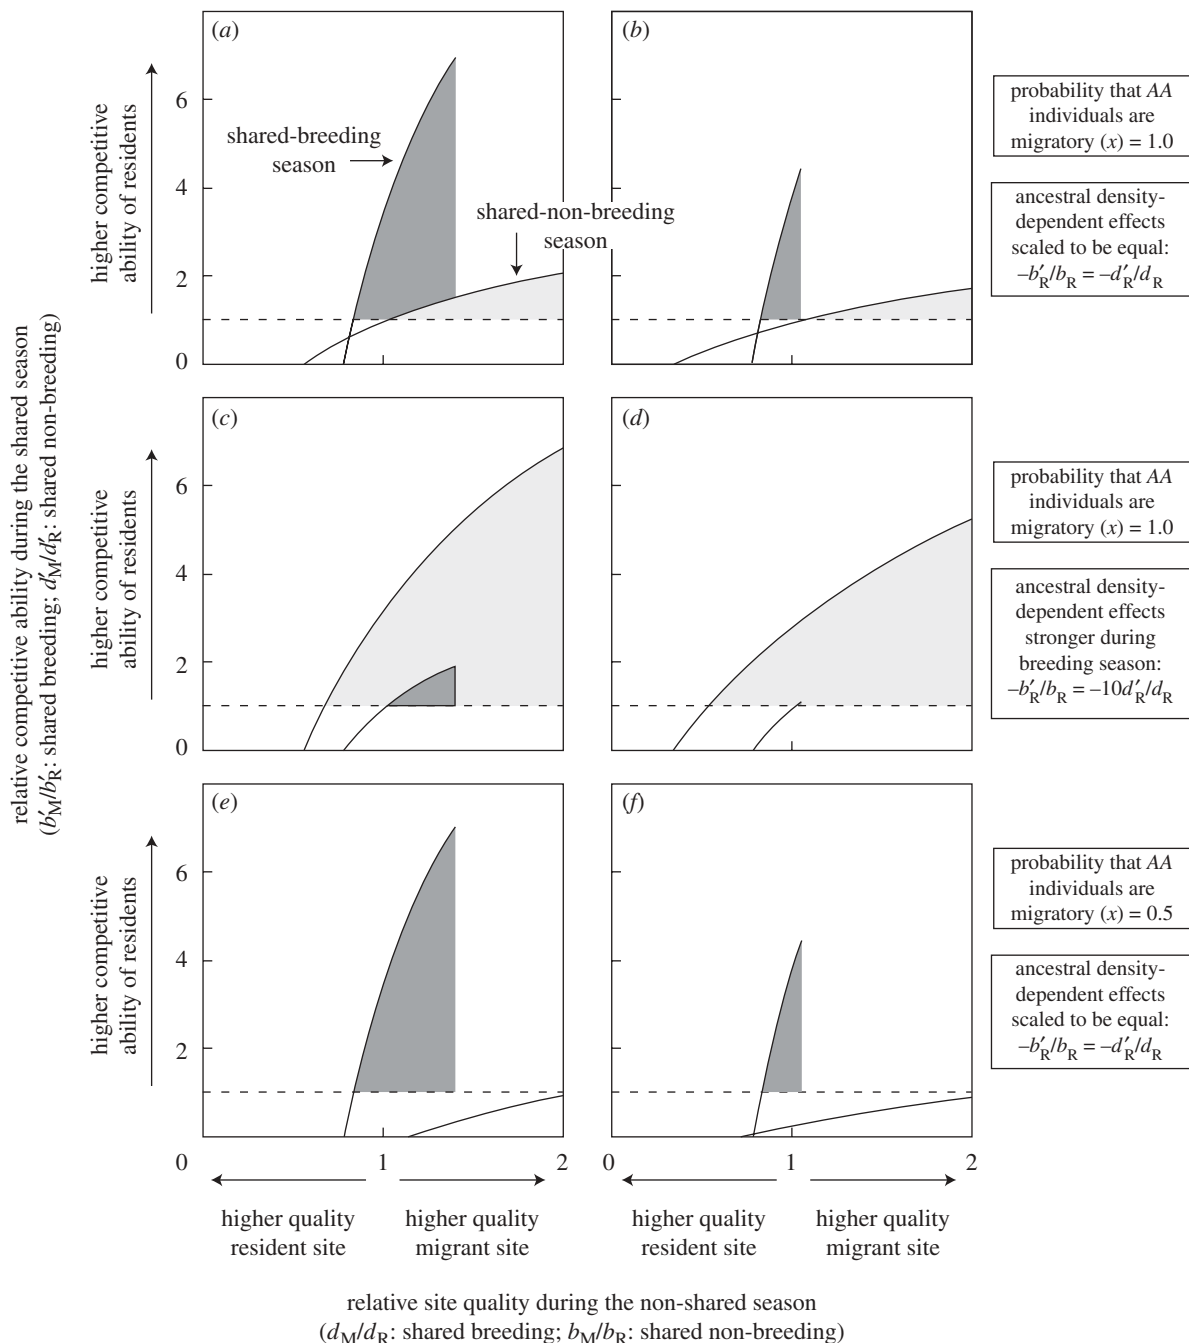 relative competitive ability during the shared season
(b′M/b′R: shared breeding; d′M/d′R: shared non-breeding)
higher competitive
ability of residents
(a)
6
4
2
0
shared-breeding
season
shared-non-breeding
season
(b)
probability that AA
individuals are
migratory (x) = 1.0
ancestral density-
dependent effects
scaled to be equal:
–b′R/bR = –d′R/dR
higher competitive
ability of residents
(c)
6
4
2
0
(d)
probability that AA
individuals are
migratory (x) = 1.0
ancestral density-
dependent effects
stronger during
breeding season:
–b′R/bR = –10d′R/dR
higher competitive
ability of residents
(e)
6
4
2
(f)
probability that AA
individuals are
migratory (x) = 0.5
ancestral density-
dependent effects
scaled to be equal:
–b′R/bR = –d′R/dR
0 1 2 0 1 2
higher quality
resident site
higher quality
migrant site
higher quality
resident site
higher quality
migrant site
relative site quality during the non-shared season
(dM/dR: shared breeding; bM/bR: shared non-breeding)